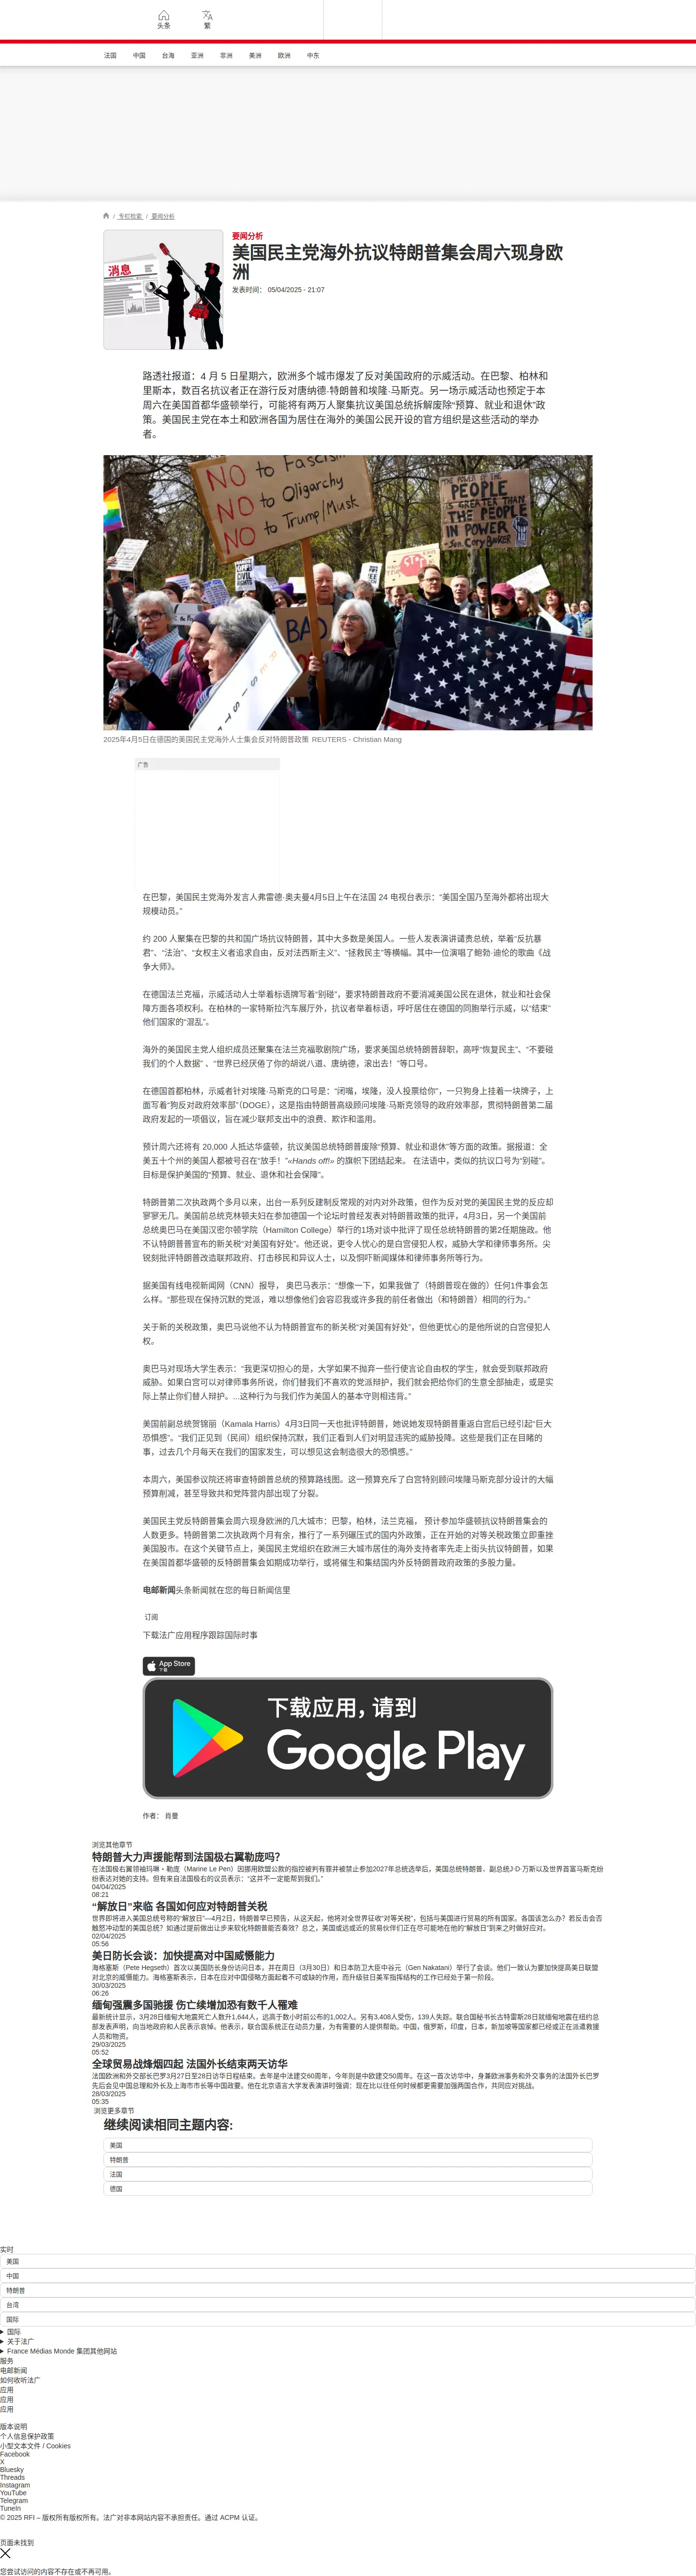 头条
繁
法国 中国 台海 亚洲 非洲 美洲 欧洲 中东
/ 专栏检索 / 要闻分析
消息
要闻分析
美国民主党海外抗议特朗普集会周六现身欧
洲
发表时间： 05/04/2025 - 21:07
路透社报道：4 月 5 日星期六，欧洲多个城市爆发了反对美国政府的示威活动。在巴黎、柏林和
里斯本，数百名抗议者正在游行反对唐纳德·特朗普和埃隆·马斯克。另一场示威活动也预定于本
周六在美国首都华盛顿举行，可能将有两万人聚集抗议美国总统拆解废除“预算、就业和退休”政
策。美国民主党在本土和欧洲各国为居住在海外的美国公民开设的官方组织是这些活动的举办
者。
NO to Fascism
NO to Oligarchy
NO to Trump/Musk
THE POWER OF THE
PEOPLE
IS GREATER THAN
THE PEOPLE
IN POWER
Sen. Cory BOOKER
BAD
2025年4月5日在德国的美国民主党海外人士集会反对特朗普政策 REUTERS - Christian Mang
广告
在巴黎，美国民主党海外发言人弗雷德·奥夫曼4月5日上午在法国 24 电视台表示：“美国全国乃至海外都将出现大
规模动员。”
约 200 人聚集在巴黎的共和国广场抗议特朗普，其中大多数是美国人。一些人发表演讲谴责总统，举着“反抗暴
君”、“法治”、“女权主义者追求自由，反对法西斯主义”、“拯救民主”等横幅。其中一位演唱了鲍勃·迪伦的歌曲《战
争大师》。
在德国法兰克福，示威活动人士举着标语牌写着“别碰”，要求特朗普政府不要消减美国公民在退休，就业和社会保
障方面各项权利。在柏林的一家特斯拉汽车展厅外，抗议者举着标语，呼吁居住在德国的同胞举行示威，以“结束”
他们国家的“混乱”。
海外的美国民主党人组织成员还聚集在法兰克福歌剧院广场，要求美国总统特朗普辞职，高呼“恢复民主”、“不要碰
我们的个人数据” 、“世界已经厌倦了你的胡说八道、唐纳德，滚出去！”等口号。
在德国首都柏林，示威者针对埃隆·马斯克的口号是：“闭嘴，埃隆，没人投票给你”，一只狗身上挂着一块牌子，上
面写着“狗反对政府效率部”（DOGE），这是指由特朗普高级顾问埃隆·马斯克领导的政府效率部，贯彻特朗普第二届
政府发起的一项倡议，旨在减少联邦支出中的浪费、欺诈和滥用。
预计周六还将有 20,000 人抵达华盛顿，抗议美国总统特朗普废除“预算、就业和退休”等方面的政策。据报道：全
美五十个州的美国人都被号召在“放手！”«Hands off!» 的旗帜下团结起来。 在法语中，类似的抗议口号为“别碰”。
目标是保护美国的“预算、就业、退休和社会保障”。
特朗普第二次执政两个多月以来，出台一系列反建制反常规的对内对外政策，但作为反对党的美国民主党的反应却
寥寥无几。美国前总统克林顿夫妇在参加德国一个论坛时曾经发表对特朗普政策的批评，4月3日，另一个美国前
总统奥巴马在美国汉密尔顿学院（Hamilton College）举行的1场对谈中批评了现任总统特朗普的第2任期施政。他
不认特朗普普宣布的新关税“对美国有好处”。他还说，更令人忧心的是白宫侵犯人权，威胁大学和律师事务所。尖
锐刻批评特朗普改造联邦政府、打击移民和异议人士，以及恫吓新闻媒体和律师事务所等行为。
据美国有线电视新闻网（CNN）报导， 奥巴马表示：“想像一下，如果我做了（特朗普现在做的）任何1件事会怎
么样。“那些现在保持沉默的党派，难以想像他们会容忍我或许多我的前任者做出（和特朗普）相同的行为。”
关于新的关税政策，奥巴马说他不认为特朗普宣布的新关税“对美国有好处”，但他更忧心的是他所说的白宫侵犯人
权。
奥巴马对现场大学生表示：“我更深切担心的是，大学如果不抛弃一些行使言论自由权的学生，就会受到联邦政府
威胁。如果白宫可以对律师事务所说，你们替我们不喜欢的党派辩护，我们就会把给你们的生意全部抽走，或是实
际上禁止你们替人辩护。...这种行为与我们作为美国人的基本守则相违背。”
美国前副总统贺锦丽（Kamala Harris）4月3日同一天也批评特朗普，她说她发现特朗普重返白宫后已经引起“巨大
恐惧感”。“我们正见到（民间）组织保持沉默，我们正看到人们对明显违宪的威胁投降。这些是我们正在目睹的
事，过去几个月每天在我们的国家发生，可以想见这会制造很大的恐惧感。”
本周六，美国参议院还将审查特朗普总统的预算路线图。这一预算充斥了白宫特别顾问埃隆马斯克部分设计的大幅
预算削减，甚至导致共和党阵营内部出现了分裂。
美国民主党反特朗普集会周六现身欧洲的几大城市：巴黎，柏林，法兰克福， 预计参加华盛顿抗议特朗普集会的
人数更多。特朗普第二次执政两个月有余，推行了一系列碾压式的国内外政策，正在开始的对等关税政策立即重挫
美国股市。在这个关键节点上，美国民主党组织在欧洲三大城市居住的海外支持者率先走上街头抗议特朗普，如果
在美国首都华盛顿的反特朗普集会如期成功举行，或将催生和集结国内外反特朗普政府政策的多股力量。
电邮新闻头条新闻就在您的每日新闻信里
订阅
下载法广应用程序跟踪国际时事
App Store
下载
下载应用，请到
Google Play
作者： 肖曼
浏览其他章节
特朗普大力声援能帮到法国极右翼勒庞吗？
在法国极右翼领袖玛琳・勒庞（Marine Le Pen）因挪用欧盟公款的指控被判有罪并被禁止参加2027年总统选举后，美国总统特朗普、副总统J·D·万斯以及世界首富马斯克纷
纷表达对她的支持。但有来自法国极右的议员表示：“这并不一定能帮到我们。”
04/04/2025
08:21
“解放日”来临 各国如何应对特朗普关税
世界即将进入美国总统号称的“解放日”—4月2日，特朗普早已预告，从这天起，他将对全世界征收“对等关税”，包括与美国进行贸易的所有国家。各国该怎么办？若反击会否
触怒冲动型的美国总统？如通过提前做出让步来软化特朗普能否奏效？总之，美国或远或近的贸易伙伴们正在尽可能地在他的“解放日”到来之时做好应对。
02/04/2025
05:56
美日防长会谈：加快提高对中国威慑能力
海格塞斯（Pete Hegseth）首次以美国防长身份访问日本，并在周日（3月30日）和日本防卫大臣中谷元（Gen Nakatani）举行了会谈。他们一致认为要加快提高美日联盟
对北京的威慑能力。海格塞斯表示，日本在应对中国侵略方面起着不可或缺的作用，而升级驻日美军指挥结构的工作已经处于第一阶段。
30/03/2025
06:26
缅甸强震多国驰援 伤亡续增加恐有数千人罹难
最新统计显示，3月28日缅甸大地震死亡人数升1,644人，远高于数小时前公布的1,002人。另有3,408人受伤，139人失踪。联合国秘书长古特雷斯28日就缅甸地震在纽约总
部发表声明，向当地政府和人民表示哀悼。他表示，联合国系统正在动员力量，为有需要的人提供帮助。中国，俄罗斯，印度，日本，新加坡等国家都已经或正在派遣救援
人员和物资。
29/03/2025
05:52
全球贸易战烽烟四起 法国外长结束两天访华
法国欧洲和外交部长巴罗3月27日至28日访华日程结束。去年是中法建交60周年，今年则是中欧建交50周年。在这一首次访华中，身兼欧洲事务和外交事务的法国外长巴罗
先后会见中国总理和外长及上海市市长等中国政要。他在北京语言大学发表演讲时强调：现在比以往任何时候都更需要加强两国合作，共同应对挑战。
28/03/2025
05:35
浏览更多章节
继续阅读相同主题内容:
美国
特朗普
法国
德国
实时
美国
中国
特朗普
台湾
国际
国际
关于法广
France Médias Monde 集团其他网站
服务
电邮新闻
如何收听法广
应用
应用
应用
版本说明
个人信息保护政策
小型文本文件 / Cookies
Facebook
X
Bluesky
Threads
Instagram
YouTube
Telegram
TuneIn
© 2025 RFI – 版权所有版权所有。法广对非本网站内容不承担责任。通过 ACPM 认证。
页面未找到
您尝试访问的内容不存在或不再可用。